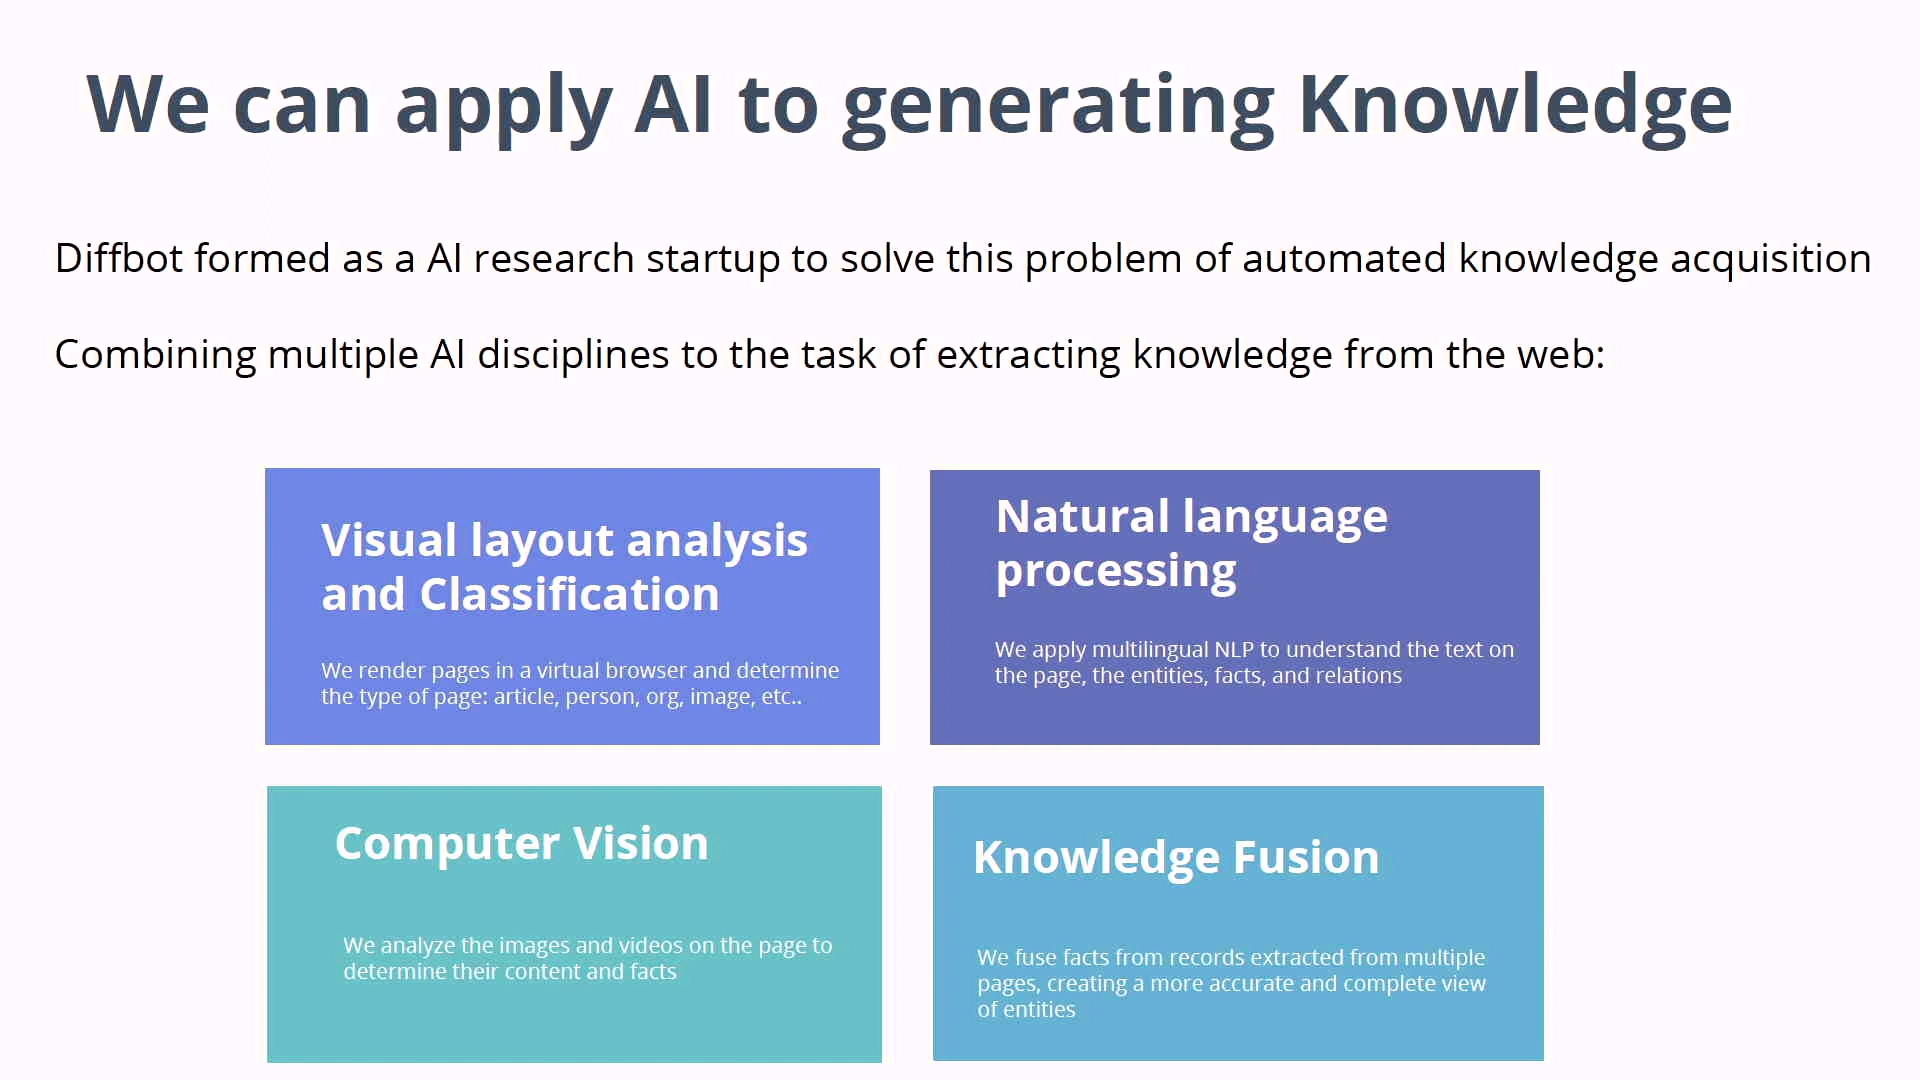 We can apply AI to generating Knowledge
Diffbot formed as a AI research startup to solve this problem of automated knowledge acquisition
Combining multiple AI disciplines to the task of extracting knowledge from the web:
Visual layout analysis
and Classification
We render pages in a virtual browser and determine
the type of page: article, person, org, image, etc..
Natural language
processing
We apply multilingual NLP to understand the text on
the page, the entities, facts, and relations
Computer Vision
We analyze the images and videos on the page to
determine their content and facts
Knowledge Fusion
We fuse facts from records extracted from multiple
pages, creating a more accurate and complete view
of entities